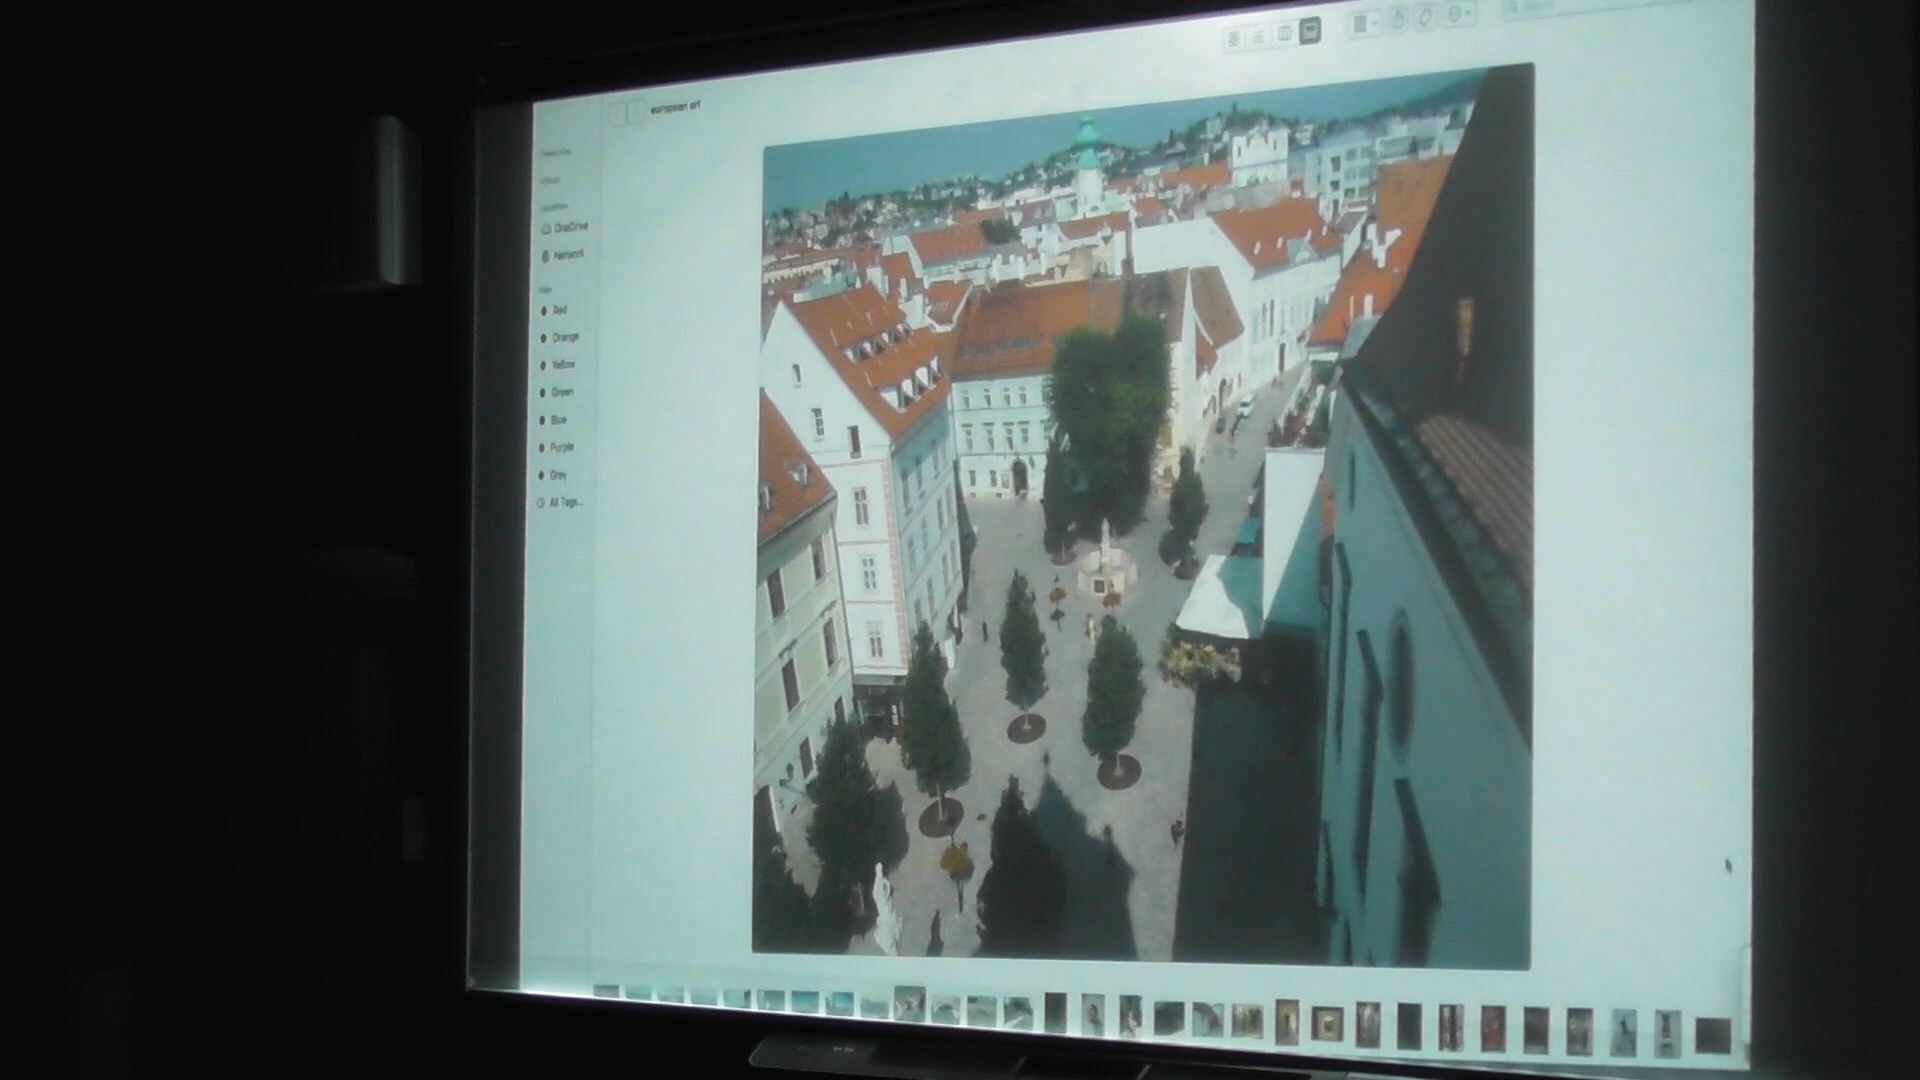 european art
OneDrive
Network
Red
Orange
Yellow
Green
Blue
Purple
Grey
All Tags...